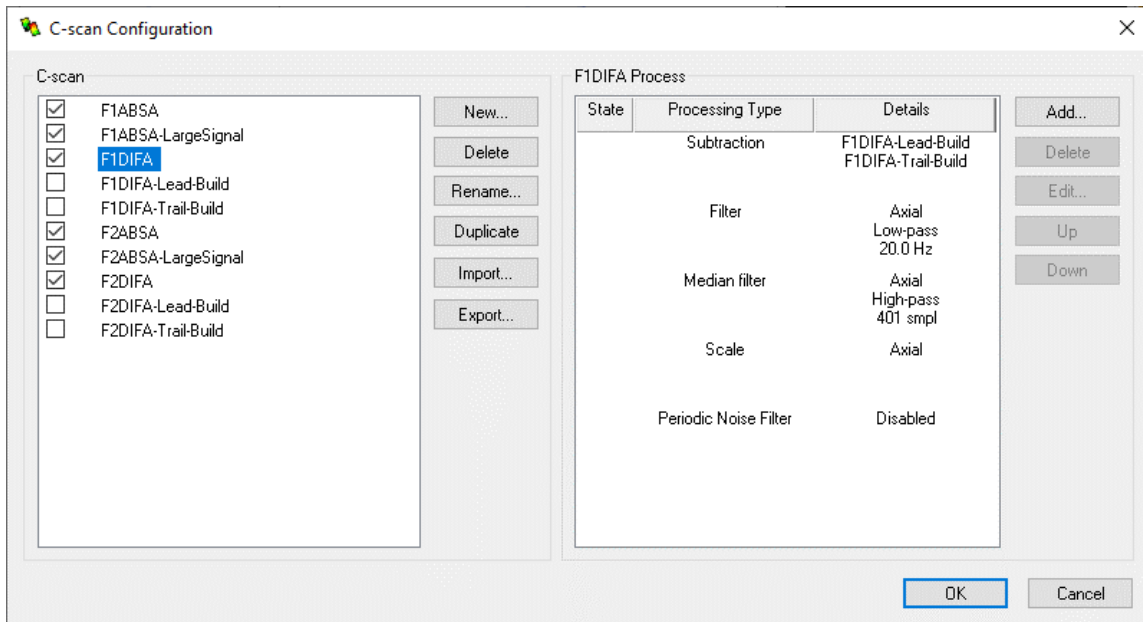 C-scan Configuration
C-scan
F1ABSA
F1ABSA-LargeSignal
F1DIFA
F1DIFA-Lead-Build
F1DIFA-Trail-Build
F2ABSA
F2ABSA-LargeSignal
F2DIFA
F2DIFA-Lead-Build
F2DIFA-Trail-Build
New...
Delete
Rename...
Duplicate
Import...
Export...
F1DIFA Process
State Processing Type Details
Subtraction F1DIFA-Lead-Build
F1DIFA-Trail-Build
Filter Axial
Low-pass
20.0 Hz
Median filter Axial
High-pass
401 smpl
Scale Axial
Periodic Noise Filter Disabled
Add...
Delete
Edit...
Up
Down
OK Cancel